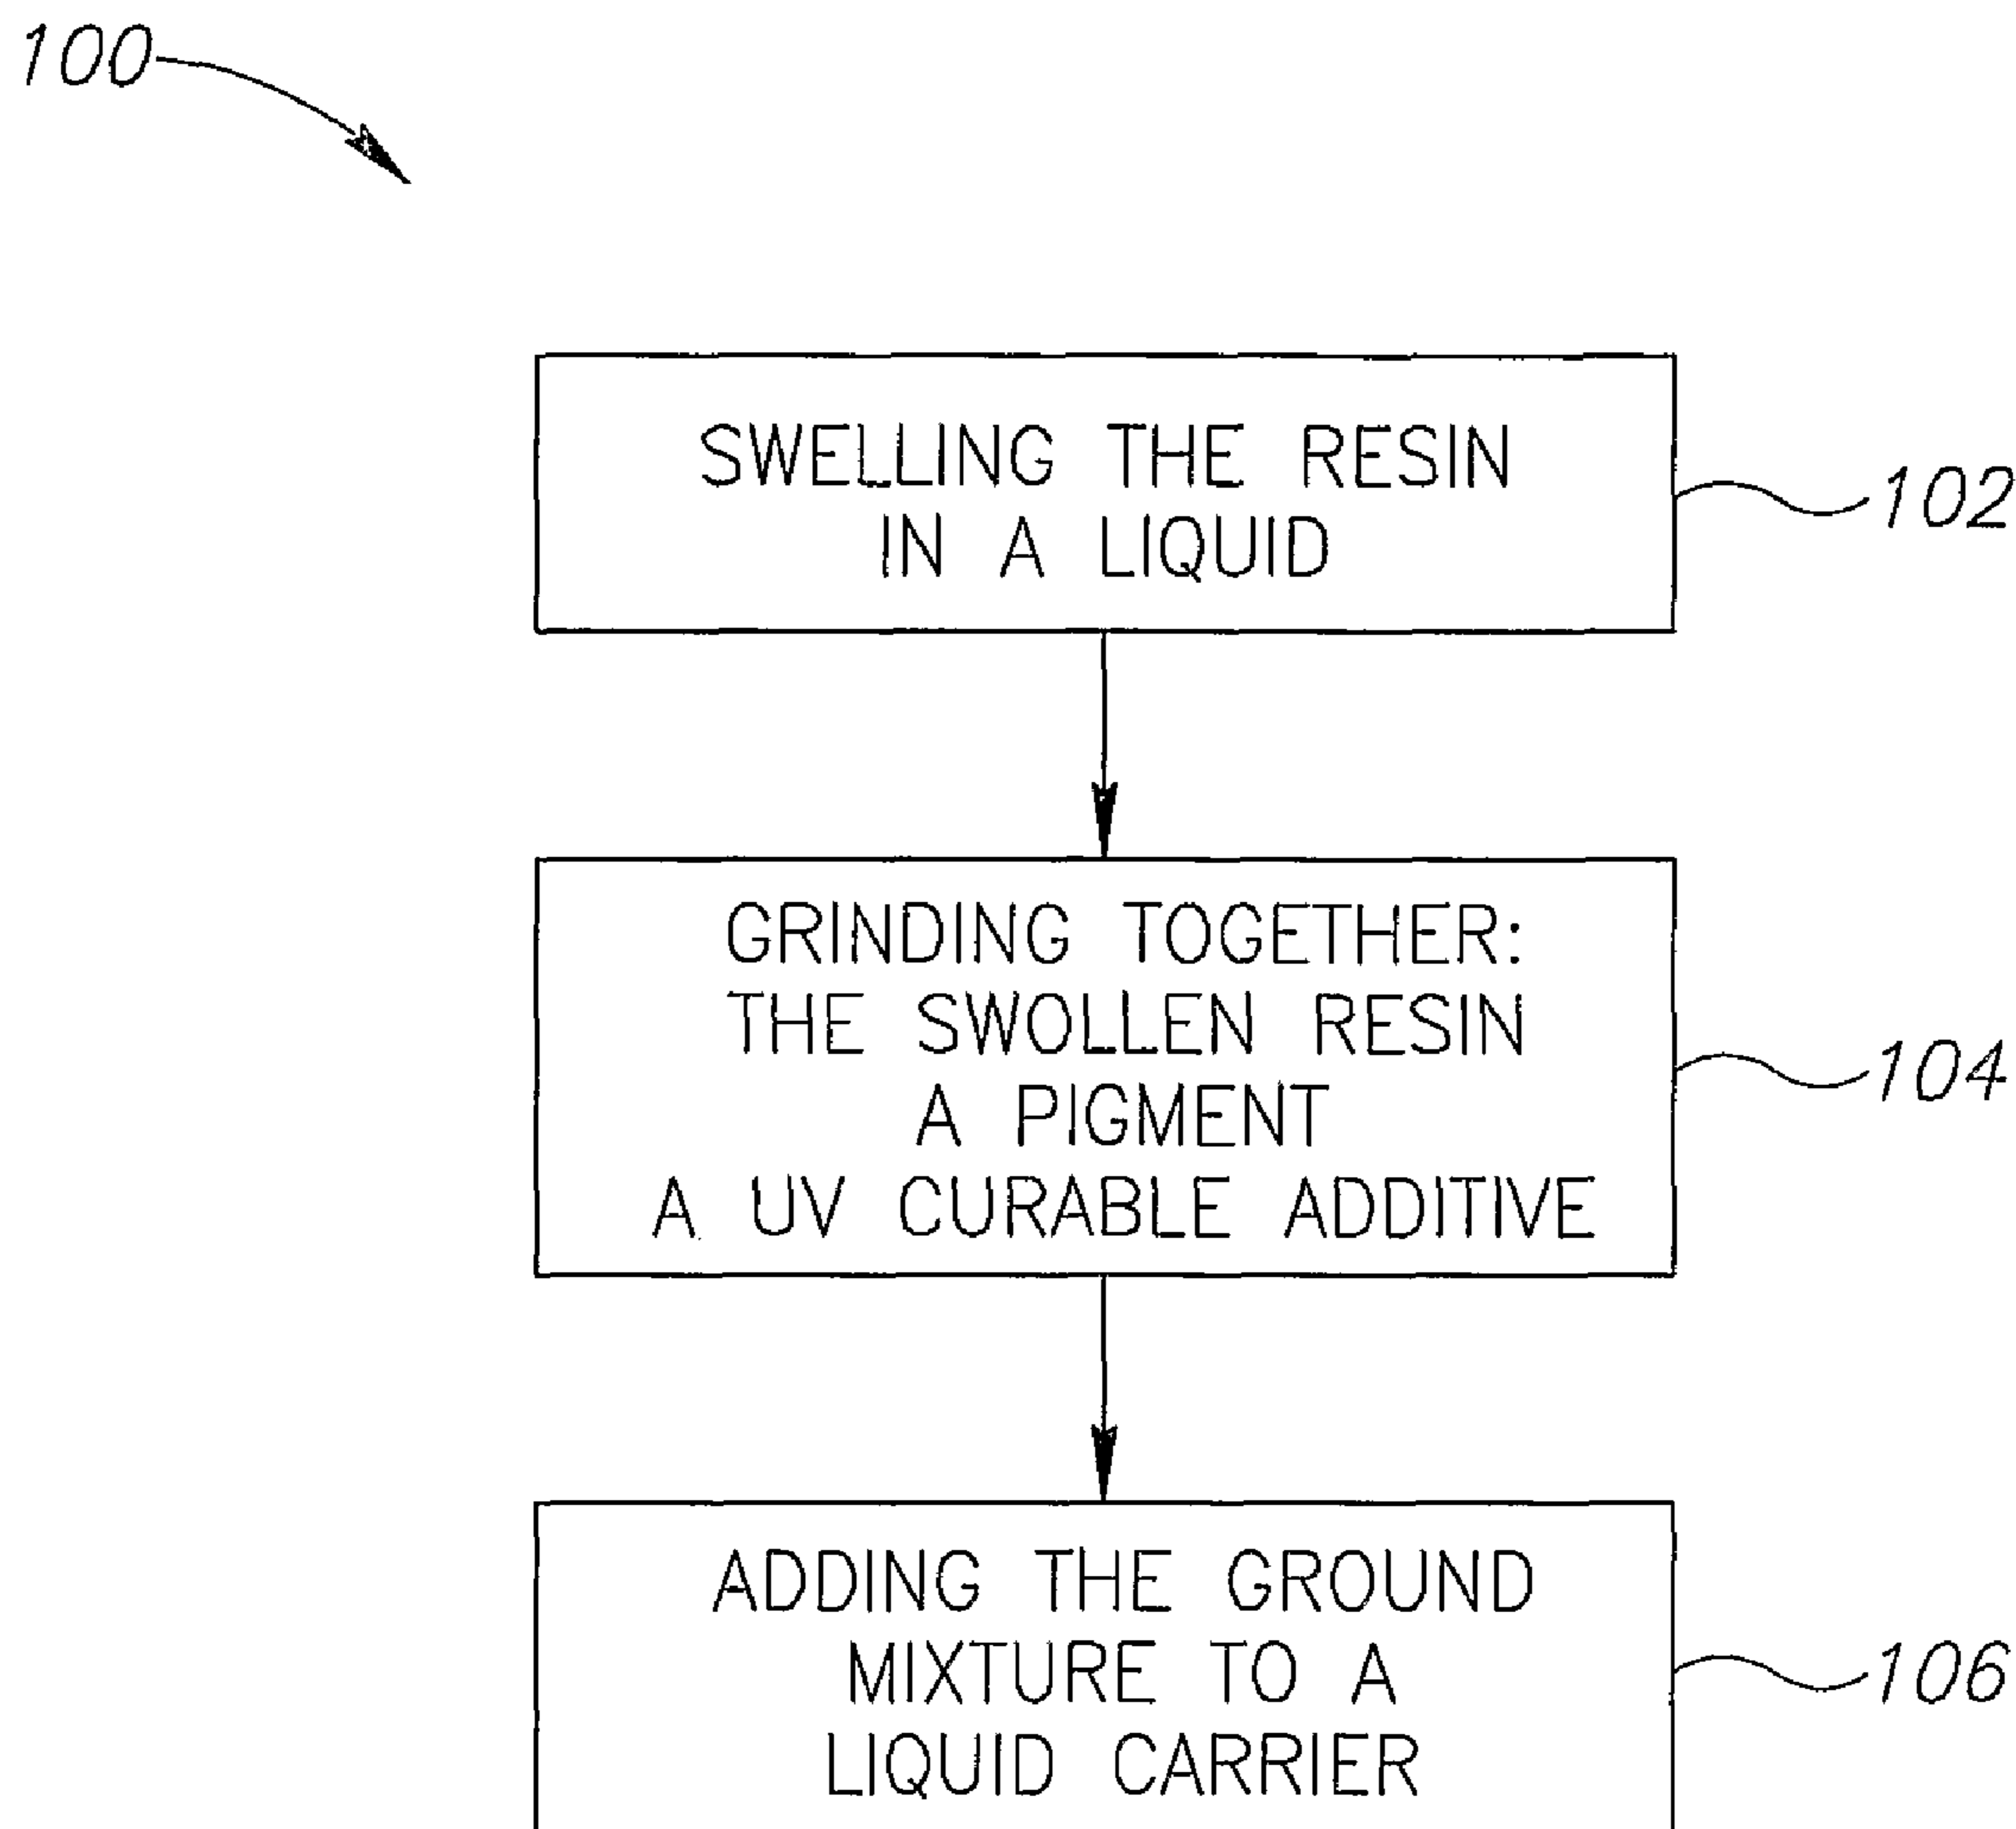 100
SWELLING THE RESIN
IN A LIQUID
102
GRINDING TOGETHER:
THE SWOLLEN RESIN
A PIGMENT
A UV CURABLE ADDITIVE
104
ADDING THE GROUND
MIXTURE TO A
LIQUID CARRIER
106